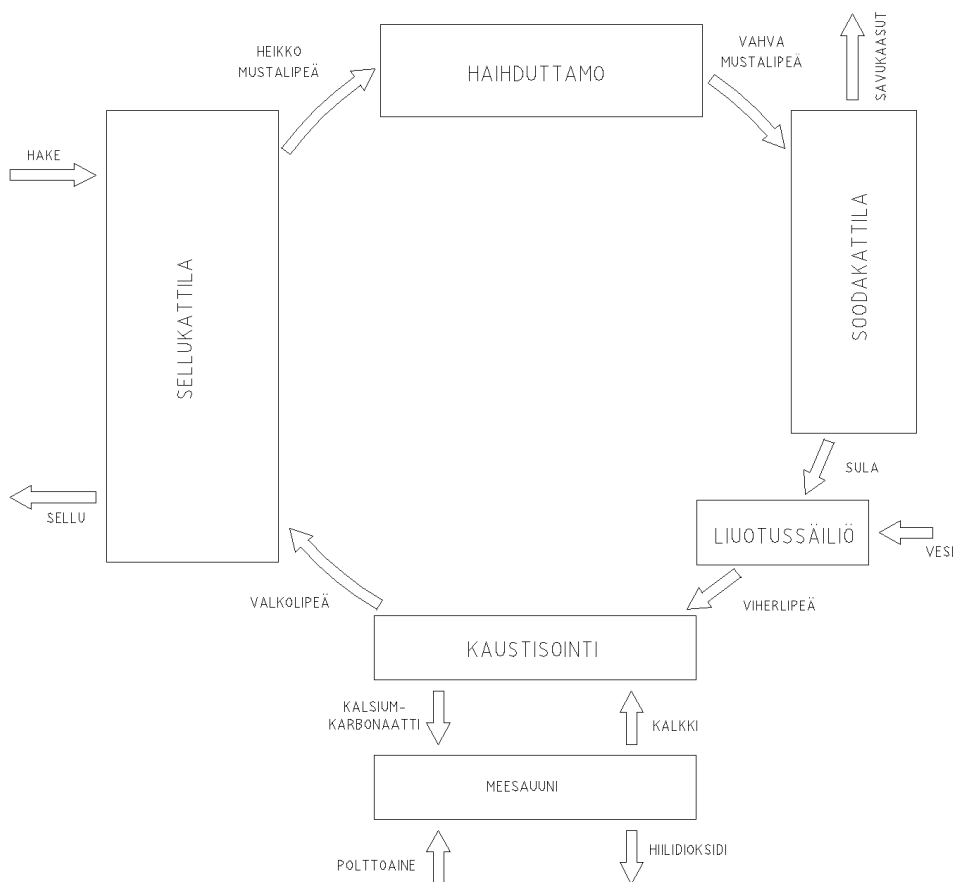 HEIKKO
MUSTALIPEÄ
HAIHDUTTAMO
VAHVA
MUSTALIPEÄ
SAVUKAASUT
HAKE
SELLUKATTILA
SOODAKATTILA
SULA
SELLU
LIUOTUSSÄILIÖ
VESI
VALKOLIPEÄ
VIHERLIPEÄ
KAUSTISOINTI
KALSIUM-
KARBONAATTI
KALKKI
MEESAUUNI
POLTTOAINE
HIILIDIOKSIDI